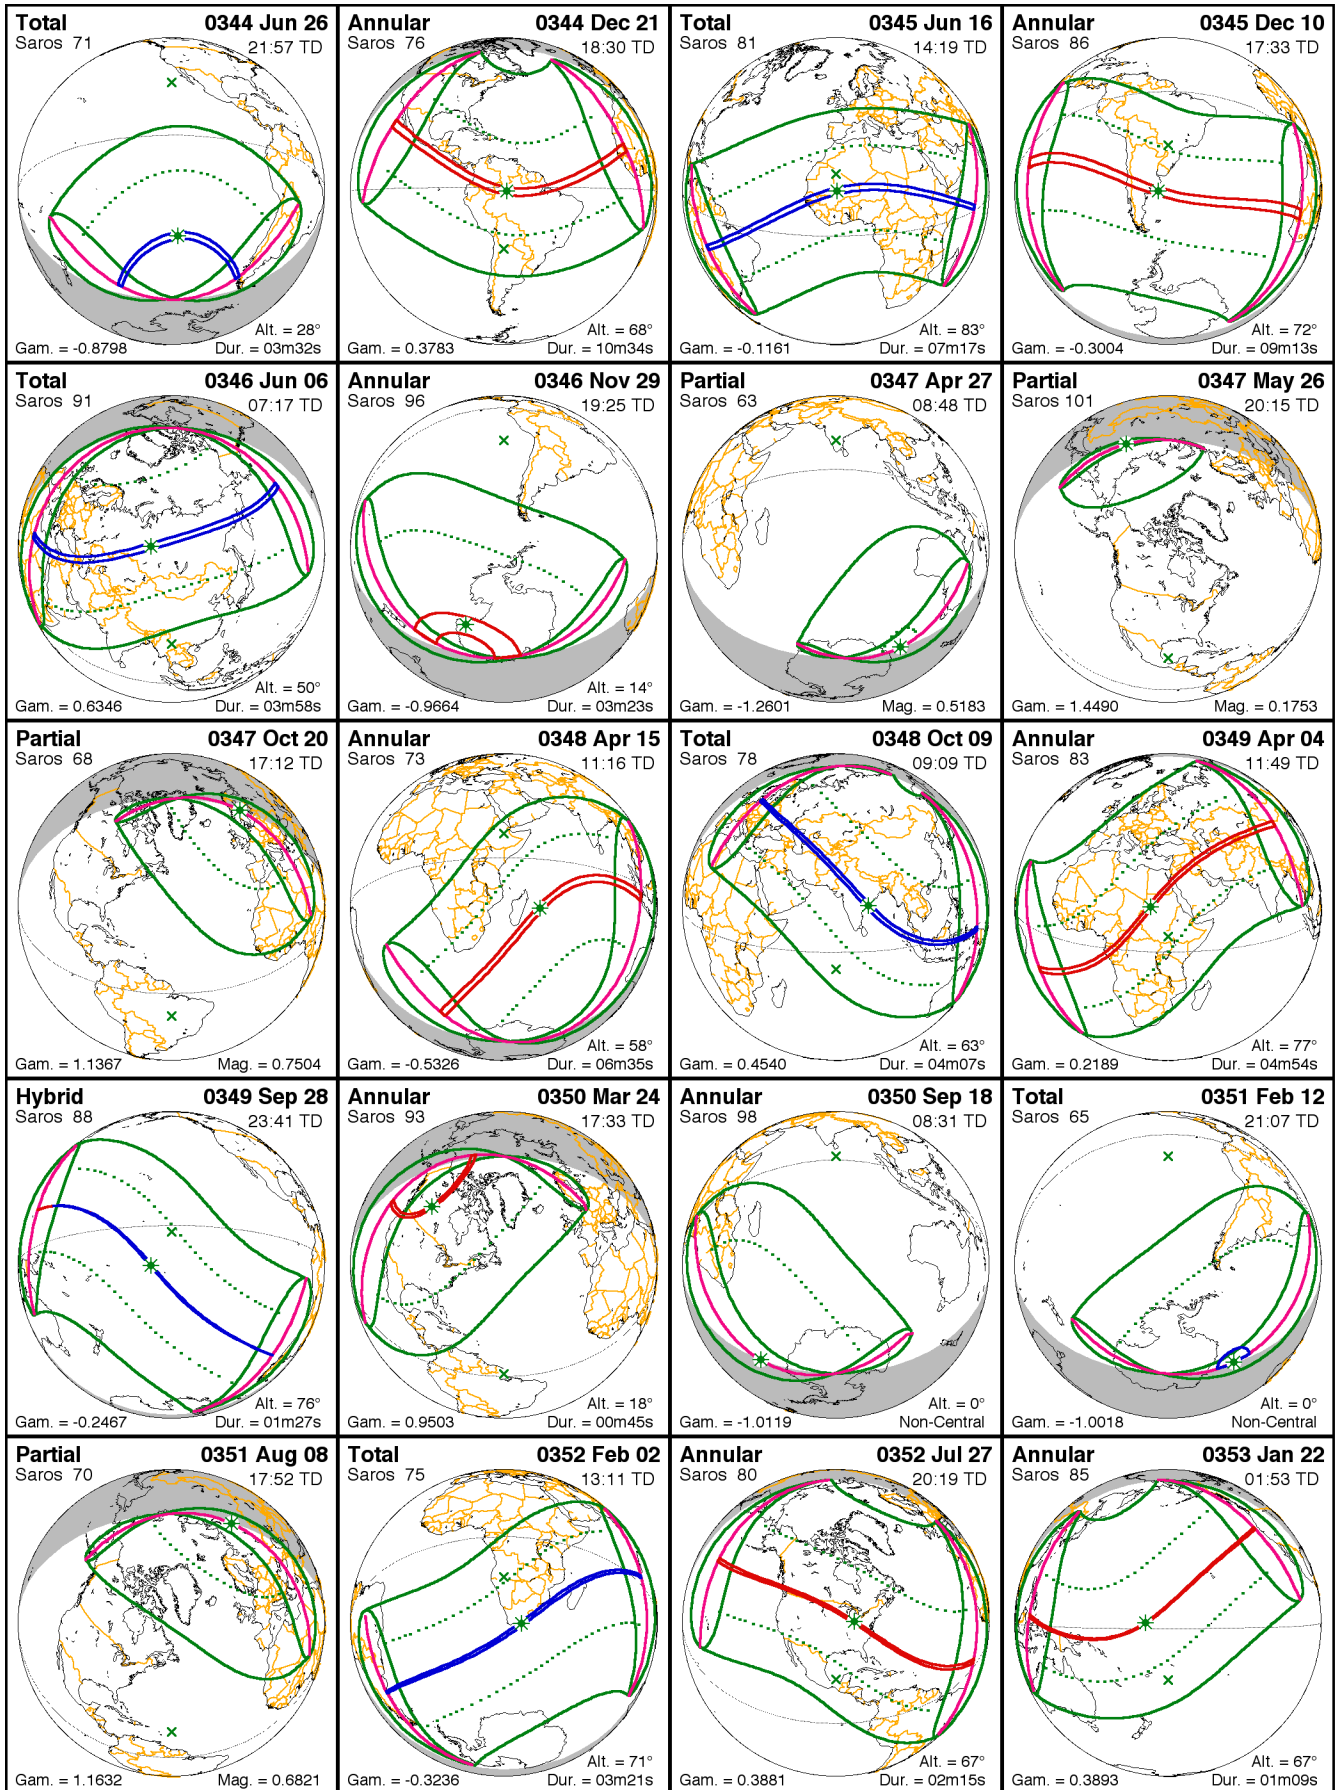 Total 0344 Jun 26
Saros 71 21:57 TD
Alt. = 28°
Gam. = -0.8798 Dur. = 03m32s
Annular 0344 Dec 21
Saros 76 18:30 TD
Alt. = 68°
Gam. = 0.3783 Dur. = 10m34s
Total 0345 Jun 16
Saros 81 14:19 TD
Alt. = 83°
Gam. = -0.1161 Dur. = 07m17s
Annular 0345 Dec 10
Saros 86 17:33 TD
Alt. = 72°
Gam. = -0.3004 Dur. = 09m13s
Total 0346 Jun 06
Saros 91 07:17 TD
Alt. = 50°
Gam. = 0.6346 Dur. = 03m58s
Annular 0346 Nov 29
Saros 96 19:25 TD
Alt. = 14°
Gam. = -0.9664 Dur. = 03m23s
Partial 0347 Apr 27
Saros 63 08:48 TD
Gam. = -1.2601 Mag. = 0.5183
Partial 0347 May 26
Saros 101 20:15 TD
Gam. = 1.4490 Mag. = 0.1753
Partial 0347 Oct 20
Saros 68 17:12 TD
Gam. = 1.1367 Mag. = 0.7504
Annular 0348 Apr 15
Saros 73 11:16 TD
Alt. = 58°
Gam. = -0.5326 Dur. = 06m35s
Total 0348 Oct 09
Saros 78 09:09 TD
Alt. = 63°
Gam. = 0.4540 Dur. = 04m07s
Annular 0349 Apr 04
Saros 83 11:49 TD
Alt. = 77°
Gam. = 0.2189 Dur. = 04m54s
Hybrid 0349 Sep 28
Saros 88 23:41 TD
Alt. = 76°
Gam. = -0.2467 Dur. = 01m27s
Annular 0350 Mar 24
Saros 93 17:33 TD
Alt. = 18°
Gam. = 0.9503 Dur. = 00m45s
Annular 0350 Sep 18
Saros 98 08:31 TD
Alt. = 0°
Gam. = -1.0119 Non-Central
Total 0351 Feb 12
Saros 65 21:07 TD
Alt. = 0°
Gam. = -1.0018 Non-Central
Partial 0351 Aug 08
Saros 70 17:52 TD
Gam. = 1.1632 Mag. = 0.6821
Total 0352 Feb 02
Saros 75 13:11 TD
Alt. = 71°
Gam. = -0.3236 Dur. = 03m21s
Annular 0352 Jul 27
Saros 80 20:19 TD
Alt. = 67°
Gam. = 0.3881 Dur. = 02m15s
Annular 0353 Jan 22
Saros 85 01:53 TD
Alt. = 67°
Gam. = 0.3893 Dur. = 01m09s